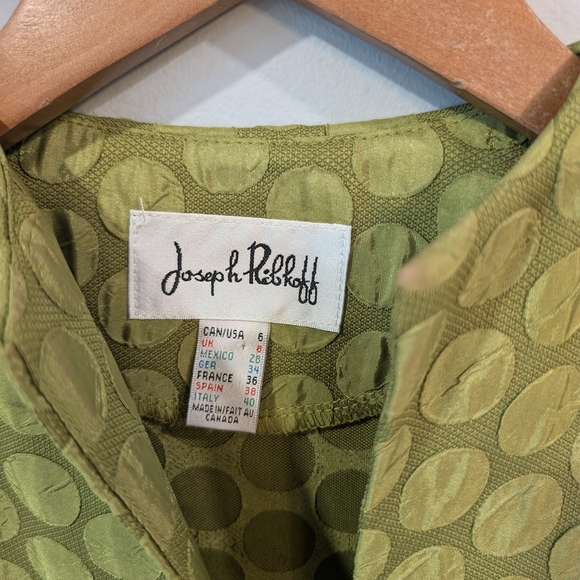 Joseph Ribkoff
CAN/USA 6
UK 8
MEXICO 28
GER 34
FRANCE 36
SPAIN 38
ITALY 40
MADE IN/FAIT AU
CANADA